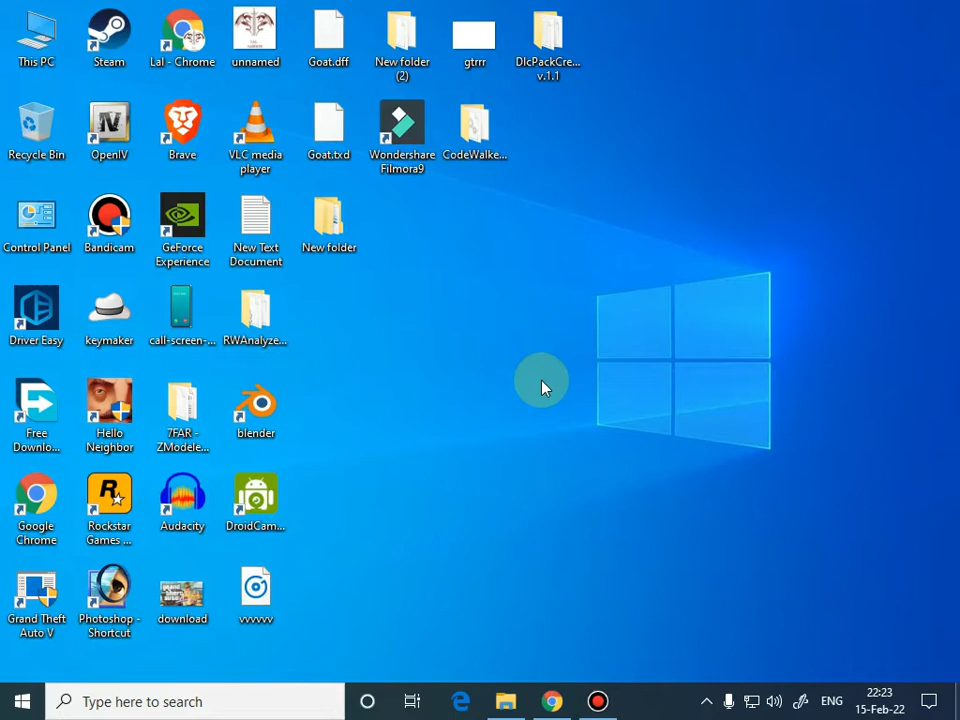 This PC
Steam
Lal - Chrome
unnamed
Goat.dff
New folder
(2)
gtrrr
DlcPackCre...
v.1.1
Recycle Bin
OpenIV
Brave
VLC media
player
Goat.txd
Wondershare
Filmora9
CodeWalke...
Control Panel
Bandicam
GeForce
Experience
New Text
Document
New folder
Driver Easy
keymaker
call-screen-...
RWAnalyze...
Free
Downlo...
Hello
Neighbor
7FAR -
ZModele...
blender
Google
Chrome
Rockstar
Games ...
Audacity
DroidCam...
Grand Theft
Auto V
Photoshop -
Shortcut
download
vvvvvv
Type here to search
ENG
22:23
15-Feb-22